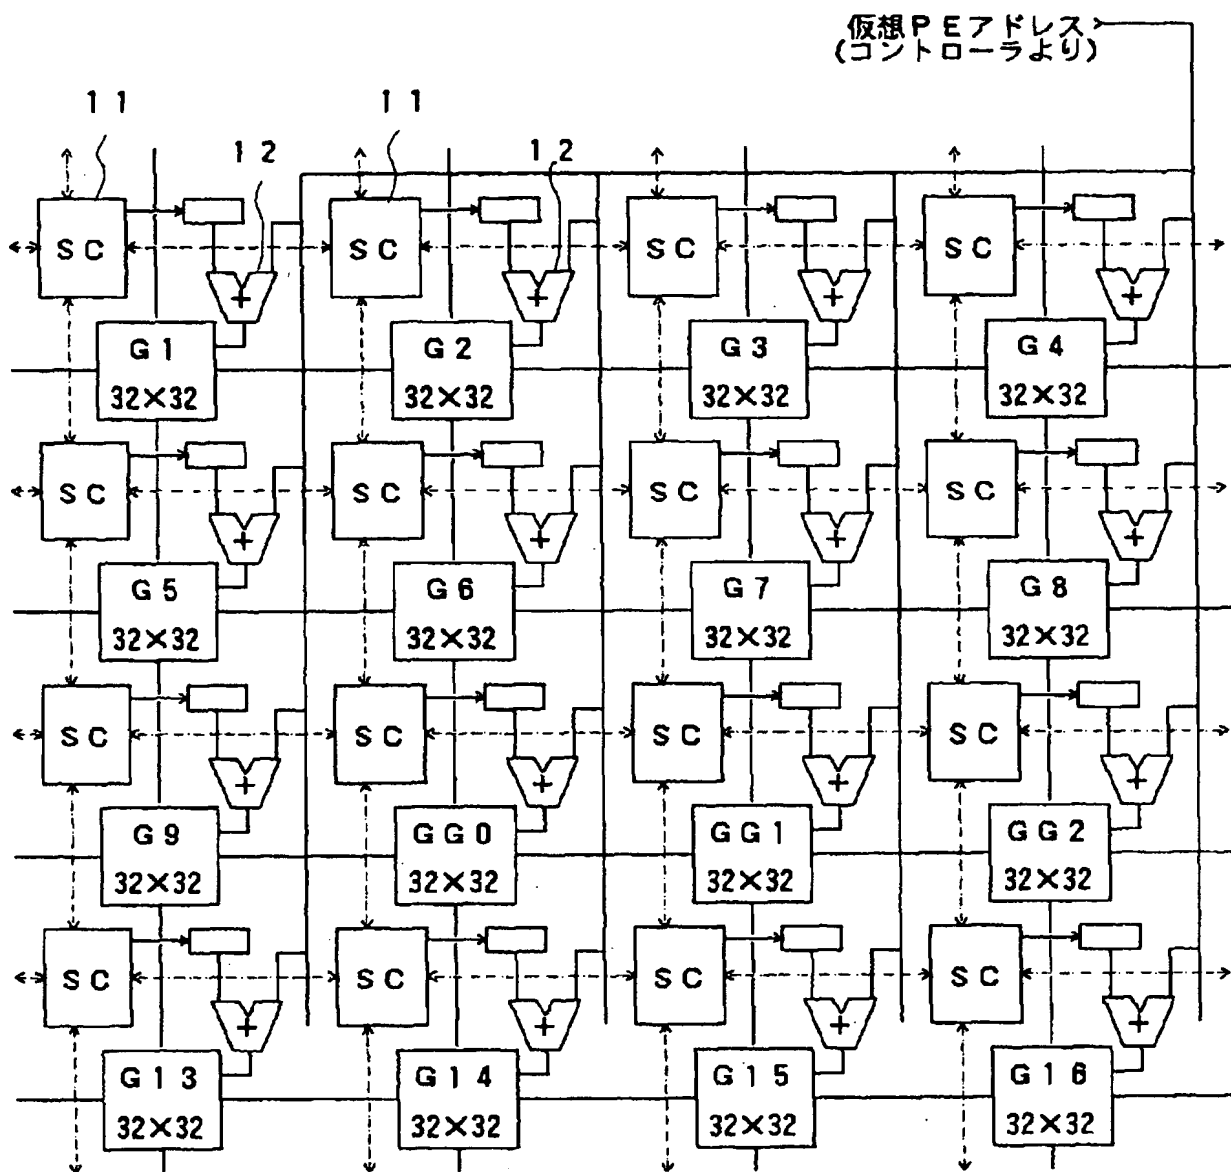 仮想PEアドレス
(コントローラより)
11
11
12
12
SC
SC
SC
SC
+
+
+
+
G1
32×32
G2
32×32
G3
32×32
G4
32×32
SC
SC
SC
SC
+
+
+
+
G5
32×32
G6
32×32
G7
32×32
G8
32×32
SC
SC
SC
SC
+
+
+
+
G9
32×32
GG0
32×32
GG1
32×32
GG2
32×32
SC
SC
SC
SC
+
+
+
+
G13
32×32
G14
32×32
G15
32×32
G16
32×32